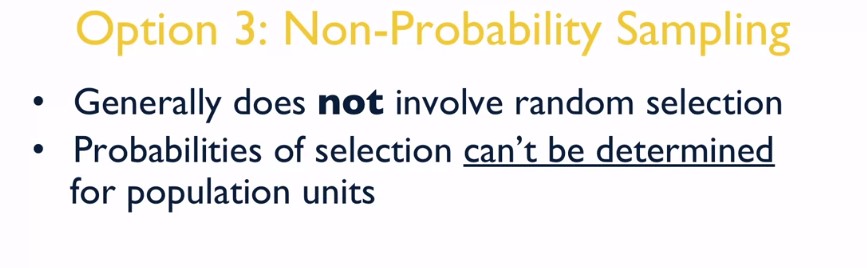 Option 3: Non-Probability Sampling
• Generally does not involve random selection
• Probabilities of selection can't be determined
for population units